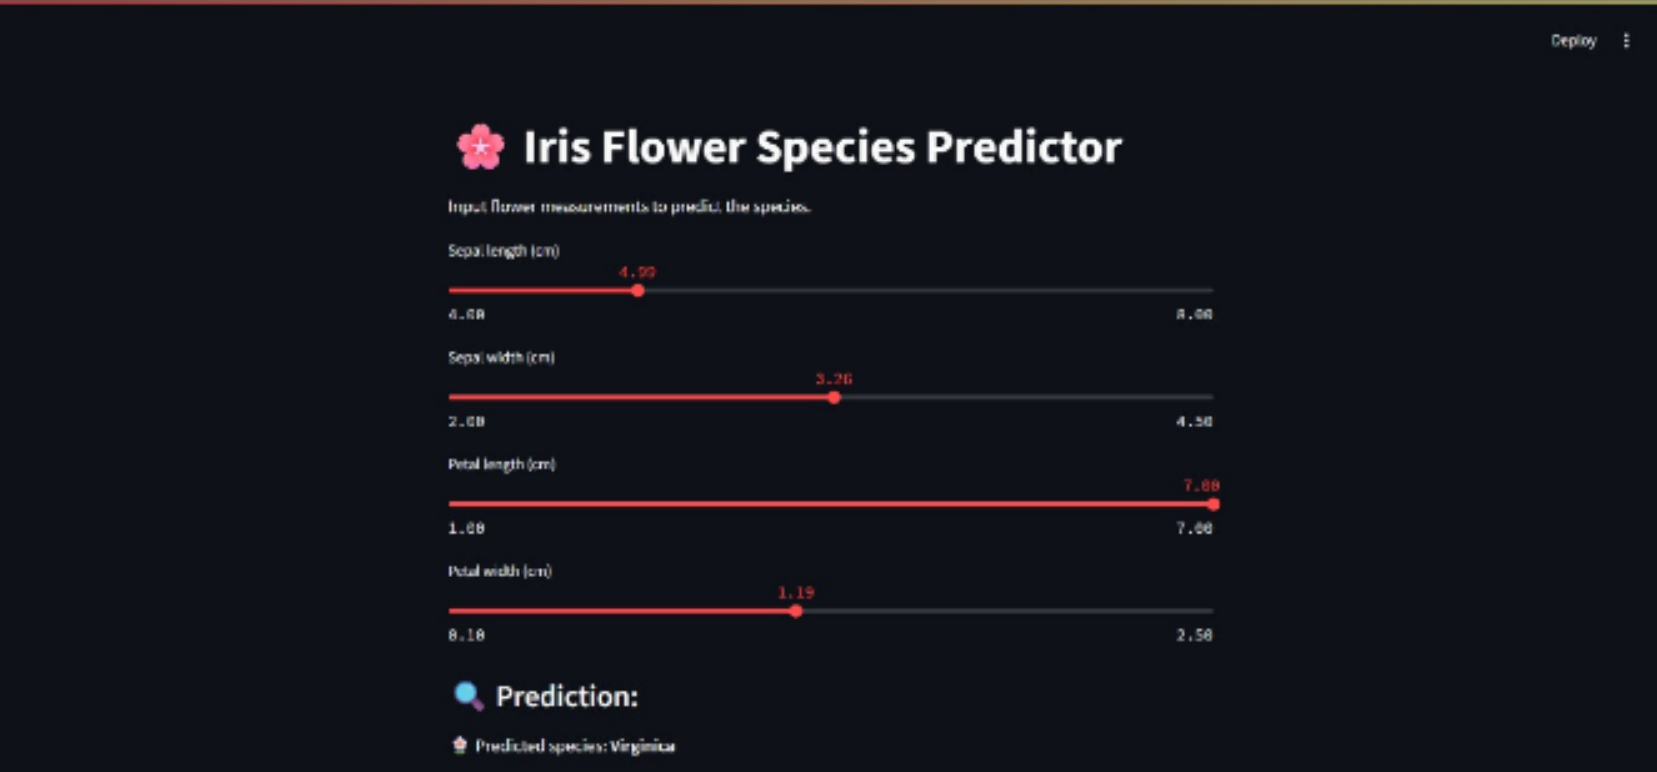 Deploy
Iris Flower Species Predictor
Input flower measurements to predict the species.
Sepal length (cm)
4.99
4.00 8.00
Sepal width (cm)
3.26
2.00 4.50
Petal length (cm)
7.00
1.00 7.00
Petal width (cm)
1.19
0.10 2.50
Prediction:
Predicted species: Virginica